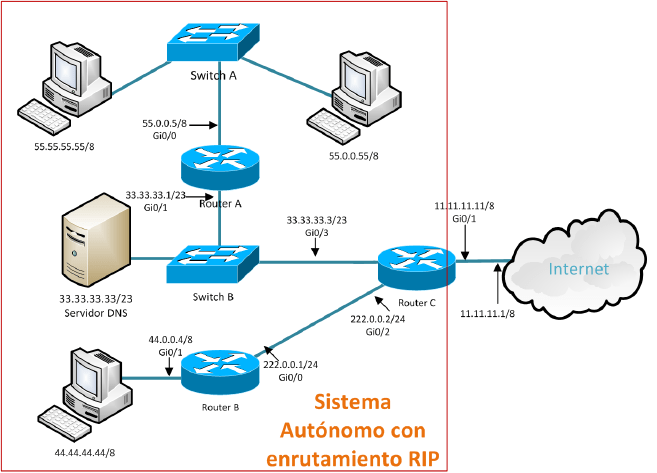 Switch A
55.55.55.55/8
55.0.0.5/8
Gi0/0
55.0.0.55/8
33.33.33.1/23
Gi0/1
Router A
33.33.33.3/23
Gi0/3
11.11.11.11/8
Gi0/1
Internet
33.33.33.33/23
Servidor DNS
Switch B
Router C
11.11.11.1/8
222.0.0.2/24
Gi0/2
44.0.0.4/8
Gi0/1
222.0.0.1/24
Gi0/0
Router B
44.44.44.44/8
Sistema
Autónomo con
enrutamiento RIP